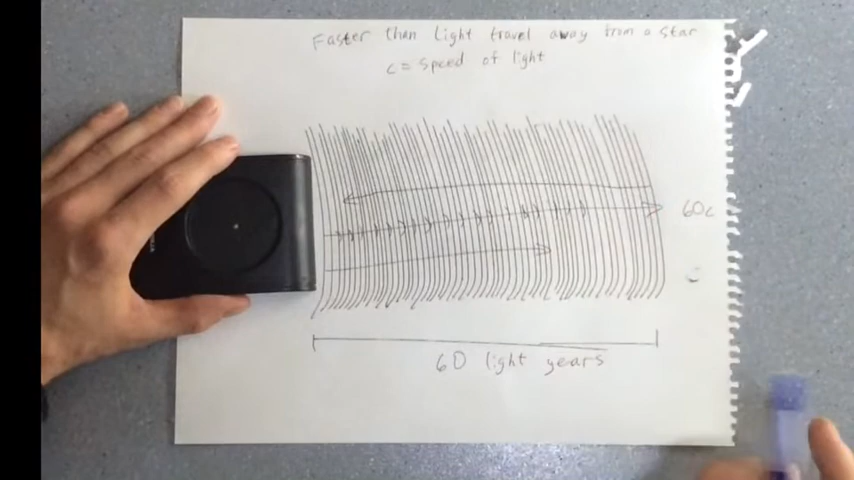 Faster than Light travel away from a star
c = speed of light
60c
c
60 light years